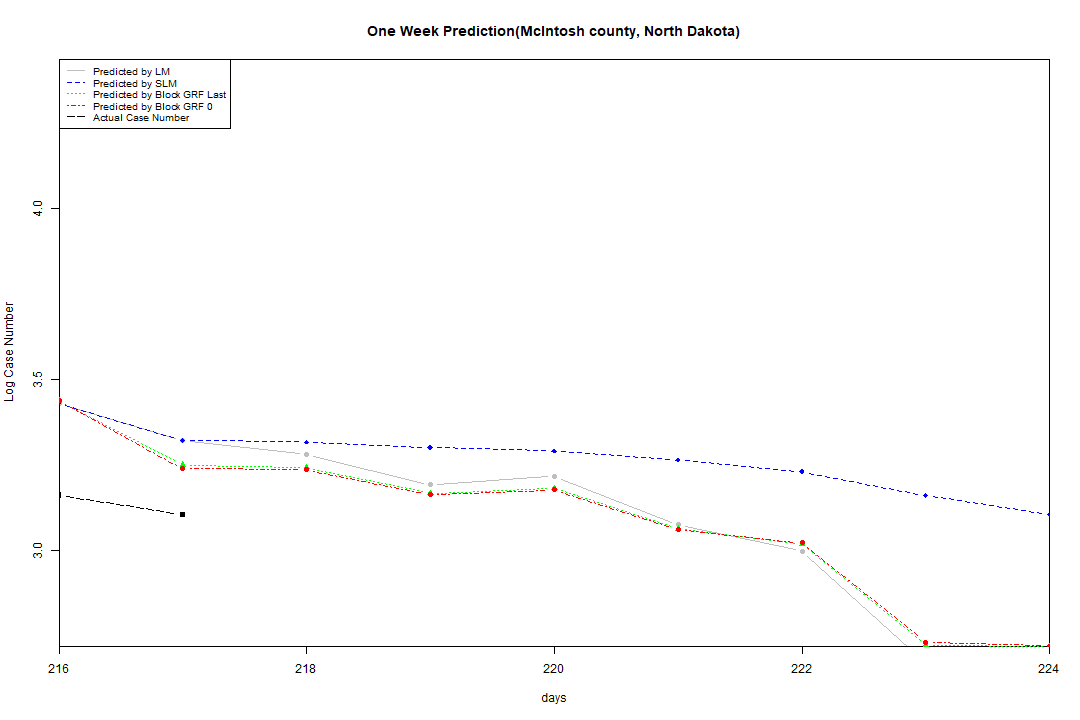 One Week Prediction(McIntosh county, North Dakota)
Predicted by LM
Predicted by SLM
Predicted by Block GRF Last
Predicted by Block GRF 0
Actual Case Number
Log Case Number
4.0
3.5
3.0
216 218 220 222 224
days